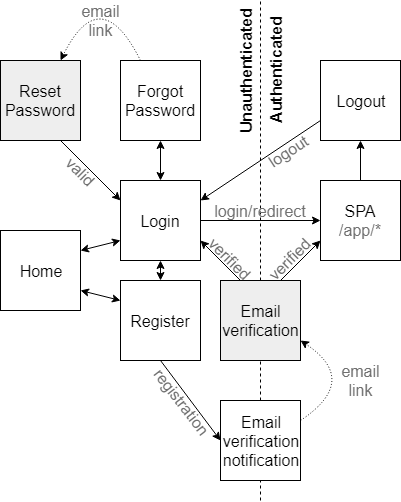 email
link
Unauthenticated
Authenticated
Reset
Password
Forgot
Password
Logout
valid
logout
Login
login/redirect
SPA
/app/*
Home
verified
verified
Register
Email
verification
registration
email
link
Email
verification
notification